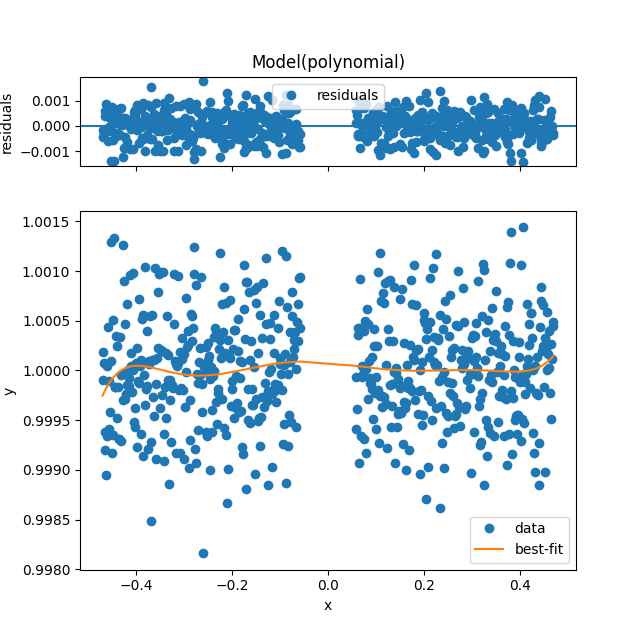 Model(polynomial)
residuals
0.001
0.000
−0.001
residuals
1.0015
1.0010
1.0005
1.0000
0.9995
0.9990
0.9985
0.9980
y
data
best-fit
−0.4 −0.2 0.0 0.2 0.4
x